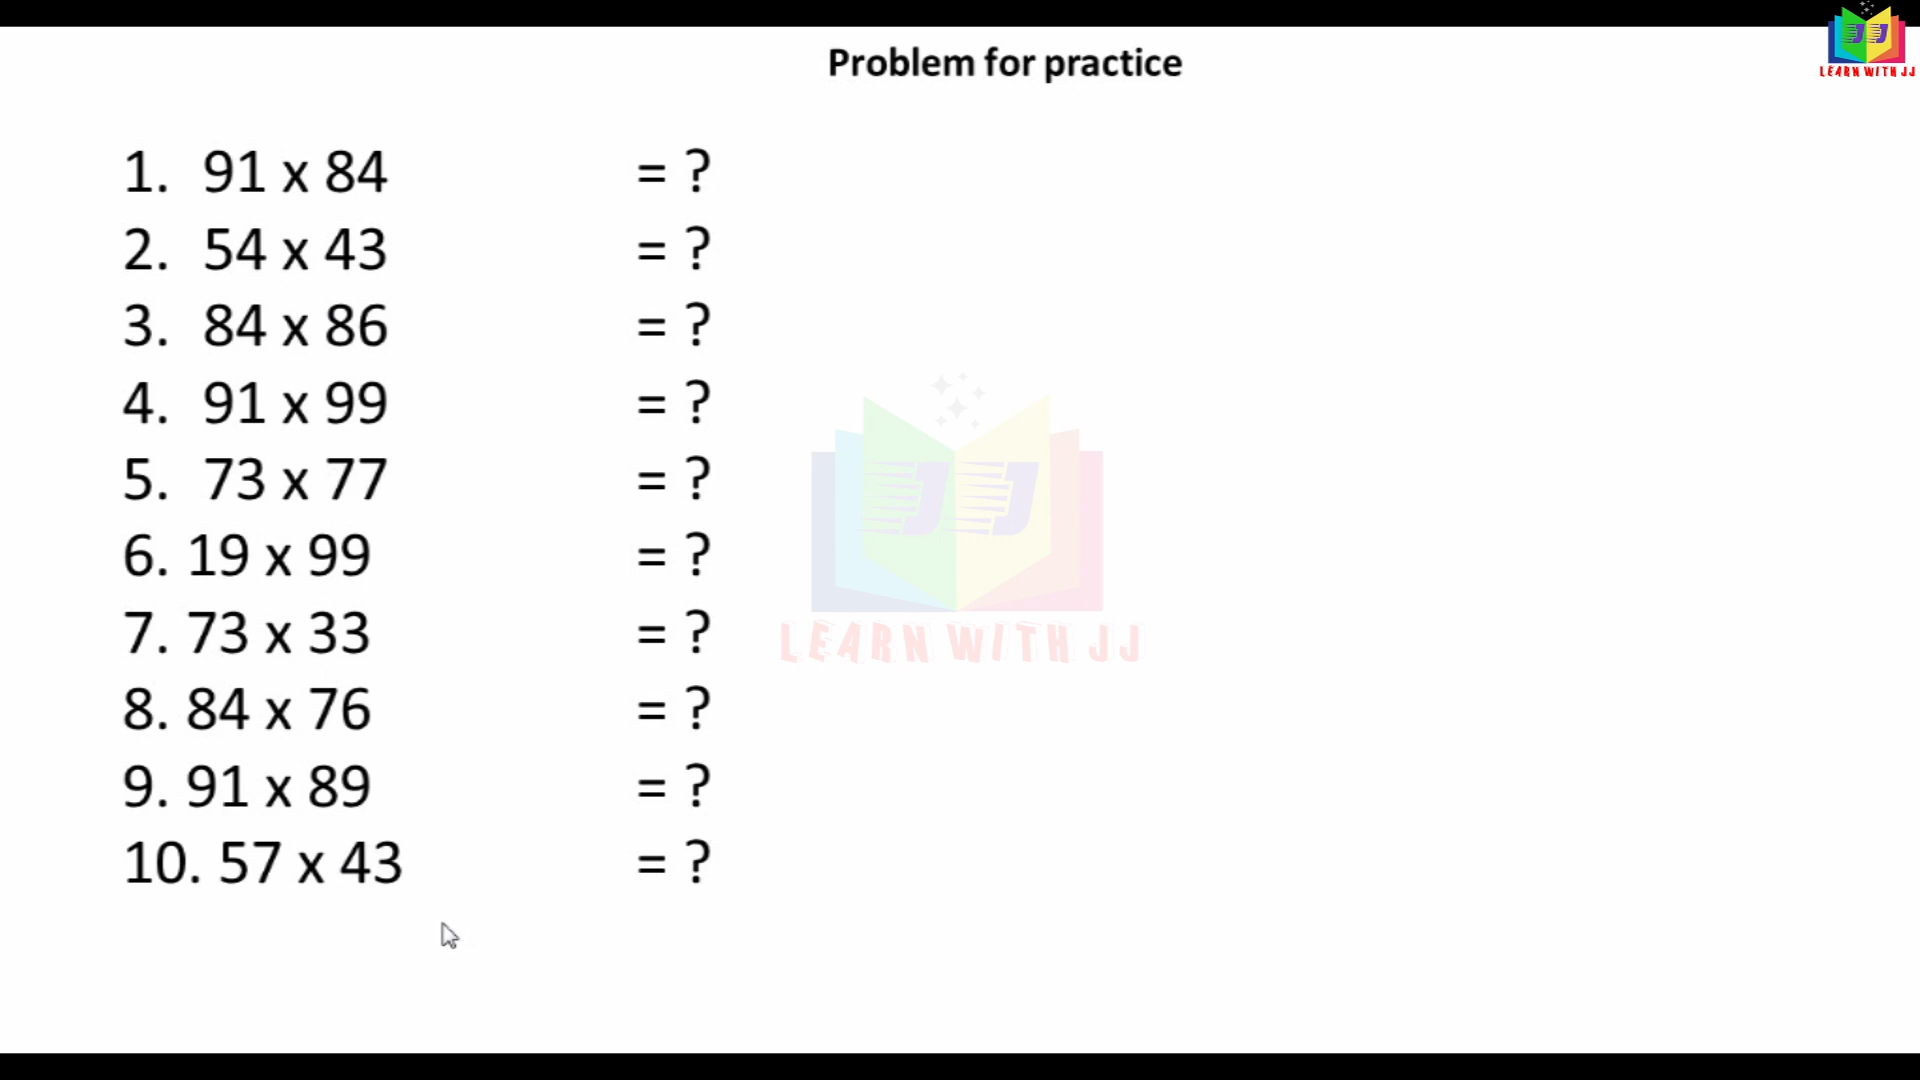 Problem for practice
JJ
LEARN WITH JJ
1. 91 x 84 = ?
2. 54 x 43 = ?
3. 84 x 86 = ?
4. 91 x 99 = ?
5. 73 x 77 = ?
6. 19 x 99 = ?
7. 73 x 33 = ?
8. 84 x 76 = ?
9. 91 x 89 = ?
10. 57 x 43 = ?
JJ
LEARN WITH JJ